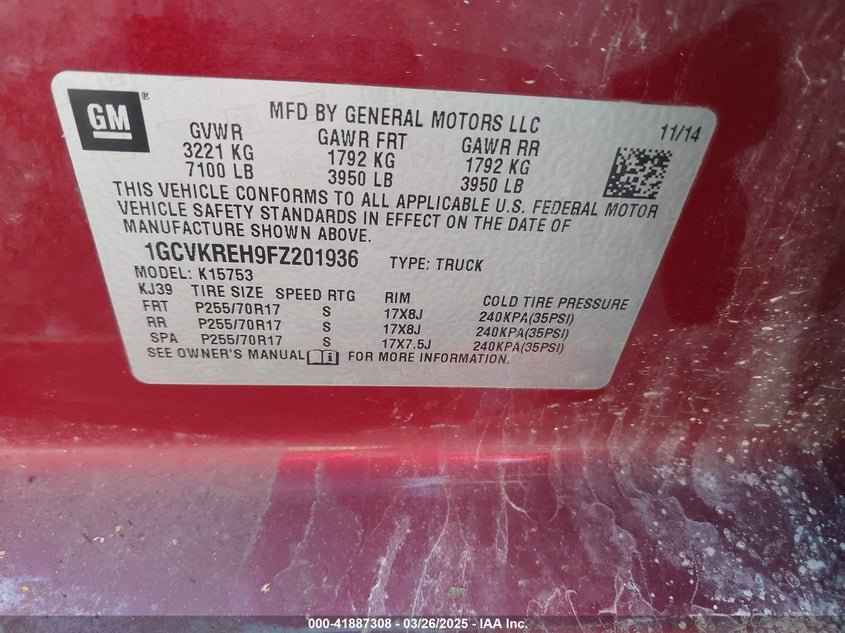 GM®
MFD BY GENERAL MOTORS LLC
11/14
GVWR GAWR FRT GAWR RR
3221 KG 1792 KG 1792 KG
7100 LB 3950 LB 3950 LB
THIS VEHICLE CONFORMS TO ALL APPLICABLE U.S. FEDERAL MOTOR
VEHICLE SAFETY STANDARDS IN EFFECT ON THE DATE OF
MANUFACTURE SHOWN ABOVE.
1GCVKREH9FZ201936 TYPE: TRUCK
MODEL: K15753
KJ39 TIRE SIZE SPEED RTG RIM COLD TIRE PRESSURE
FRT P255/70R17 S 17X8J 240KPA(35PSI)
RR P255/70R17 S 17X8J 240KPA(35PSI)
SPA P255/70R17 S 17X7.5J 240KPA(35PSI)
SEE OWNER'S MANUAL FOR MORE INFORMATION.
000-41887308 - 03/26/2025 - IAA Inc.